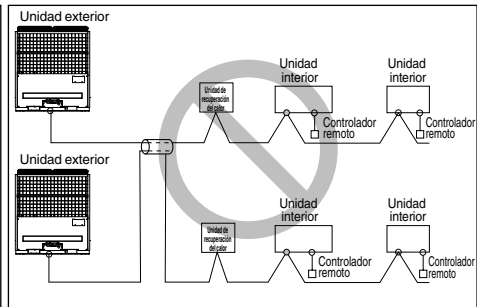 Unidad exterior
Unidad de
recuperación
del calor
Unidad
interior
Controlador
remoto
Unidad
interior
Controlador
remoto
Unidad exterior
Unidad de
recuperación
del calor
Unidad
interior
Controlador
remoto
Unidad
interior
Controlador
remoto